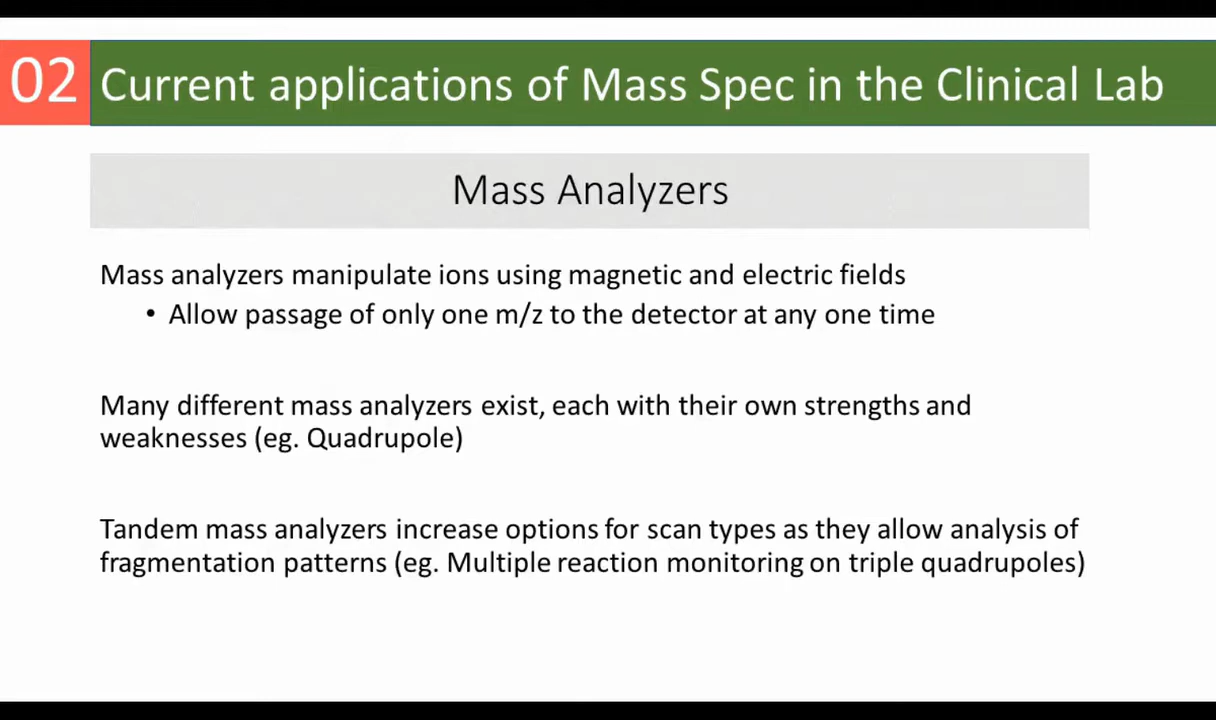 02 Current applications of Mass Spec in the Clinical Lab
Mass Analyzers
Mass analyzers manipulate ions using magnetic and electric fields
• Allow passage of only one m/z to the detector at any one time
Many different mass analyzers exist, each with their own strengths and
weaknesses (eg. Quadrupole)
Tandem mass analyzers increase options for scan types as they allow analysis of
fragmentation patterns (eg. Multiple reaction monitoring on triple quadrupoles)